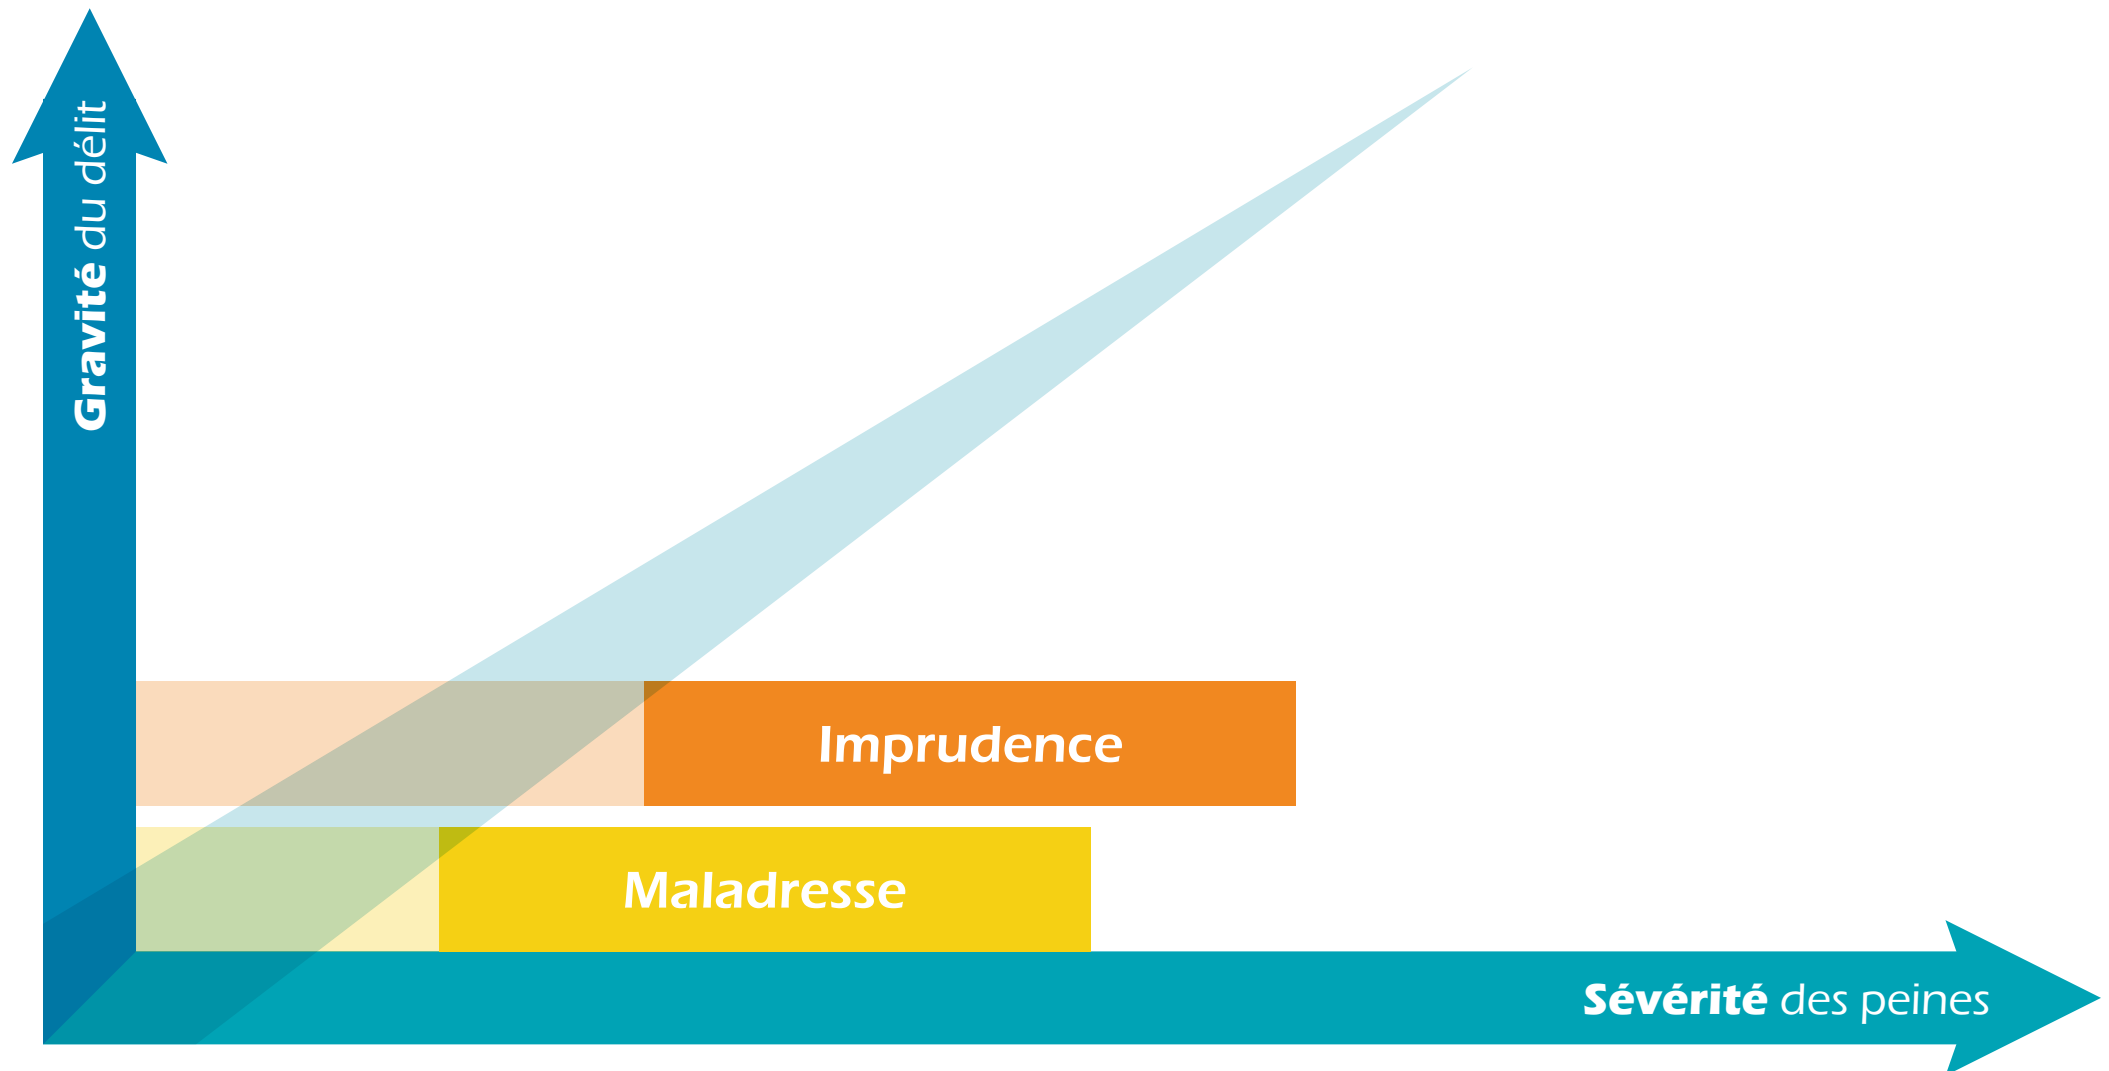 Gravité du délit
Imprudence
Maladresse
Sévérité des peines